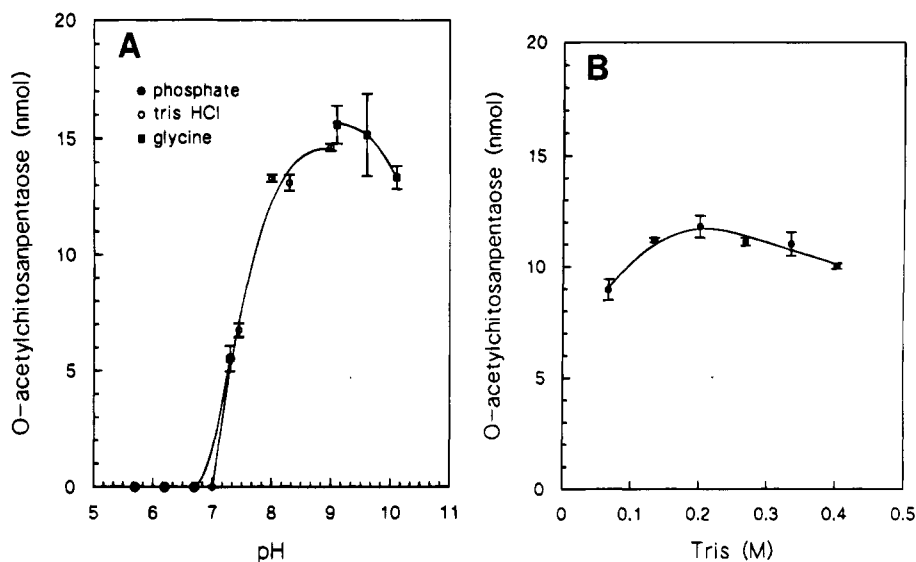 A
phosphate
tris HCl
glycine
O-acetylchitosanpentaose (nmol)
20
15
10
5
0
5 6 7 8 9 10 11
pH
B
O-acetylchitosanpentaose (nmol)
20
15
10
5
0
0 0.1 0.2 0.3 0.4 0.5
Tris (M)